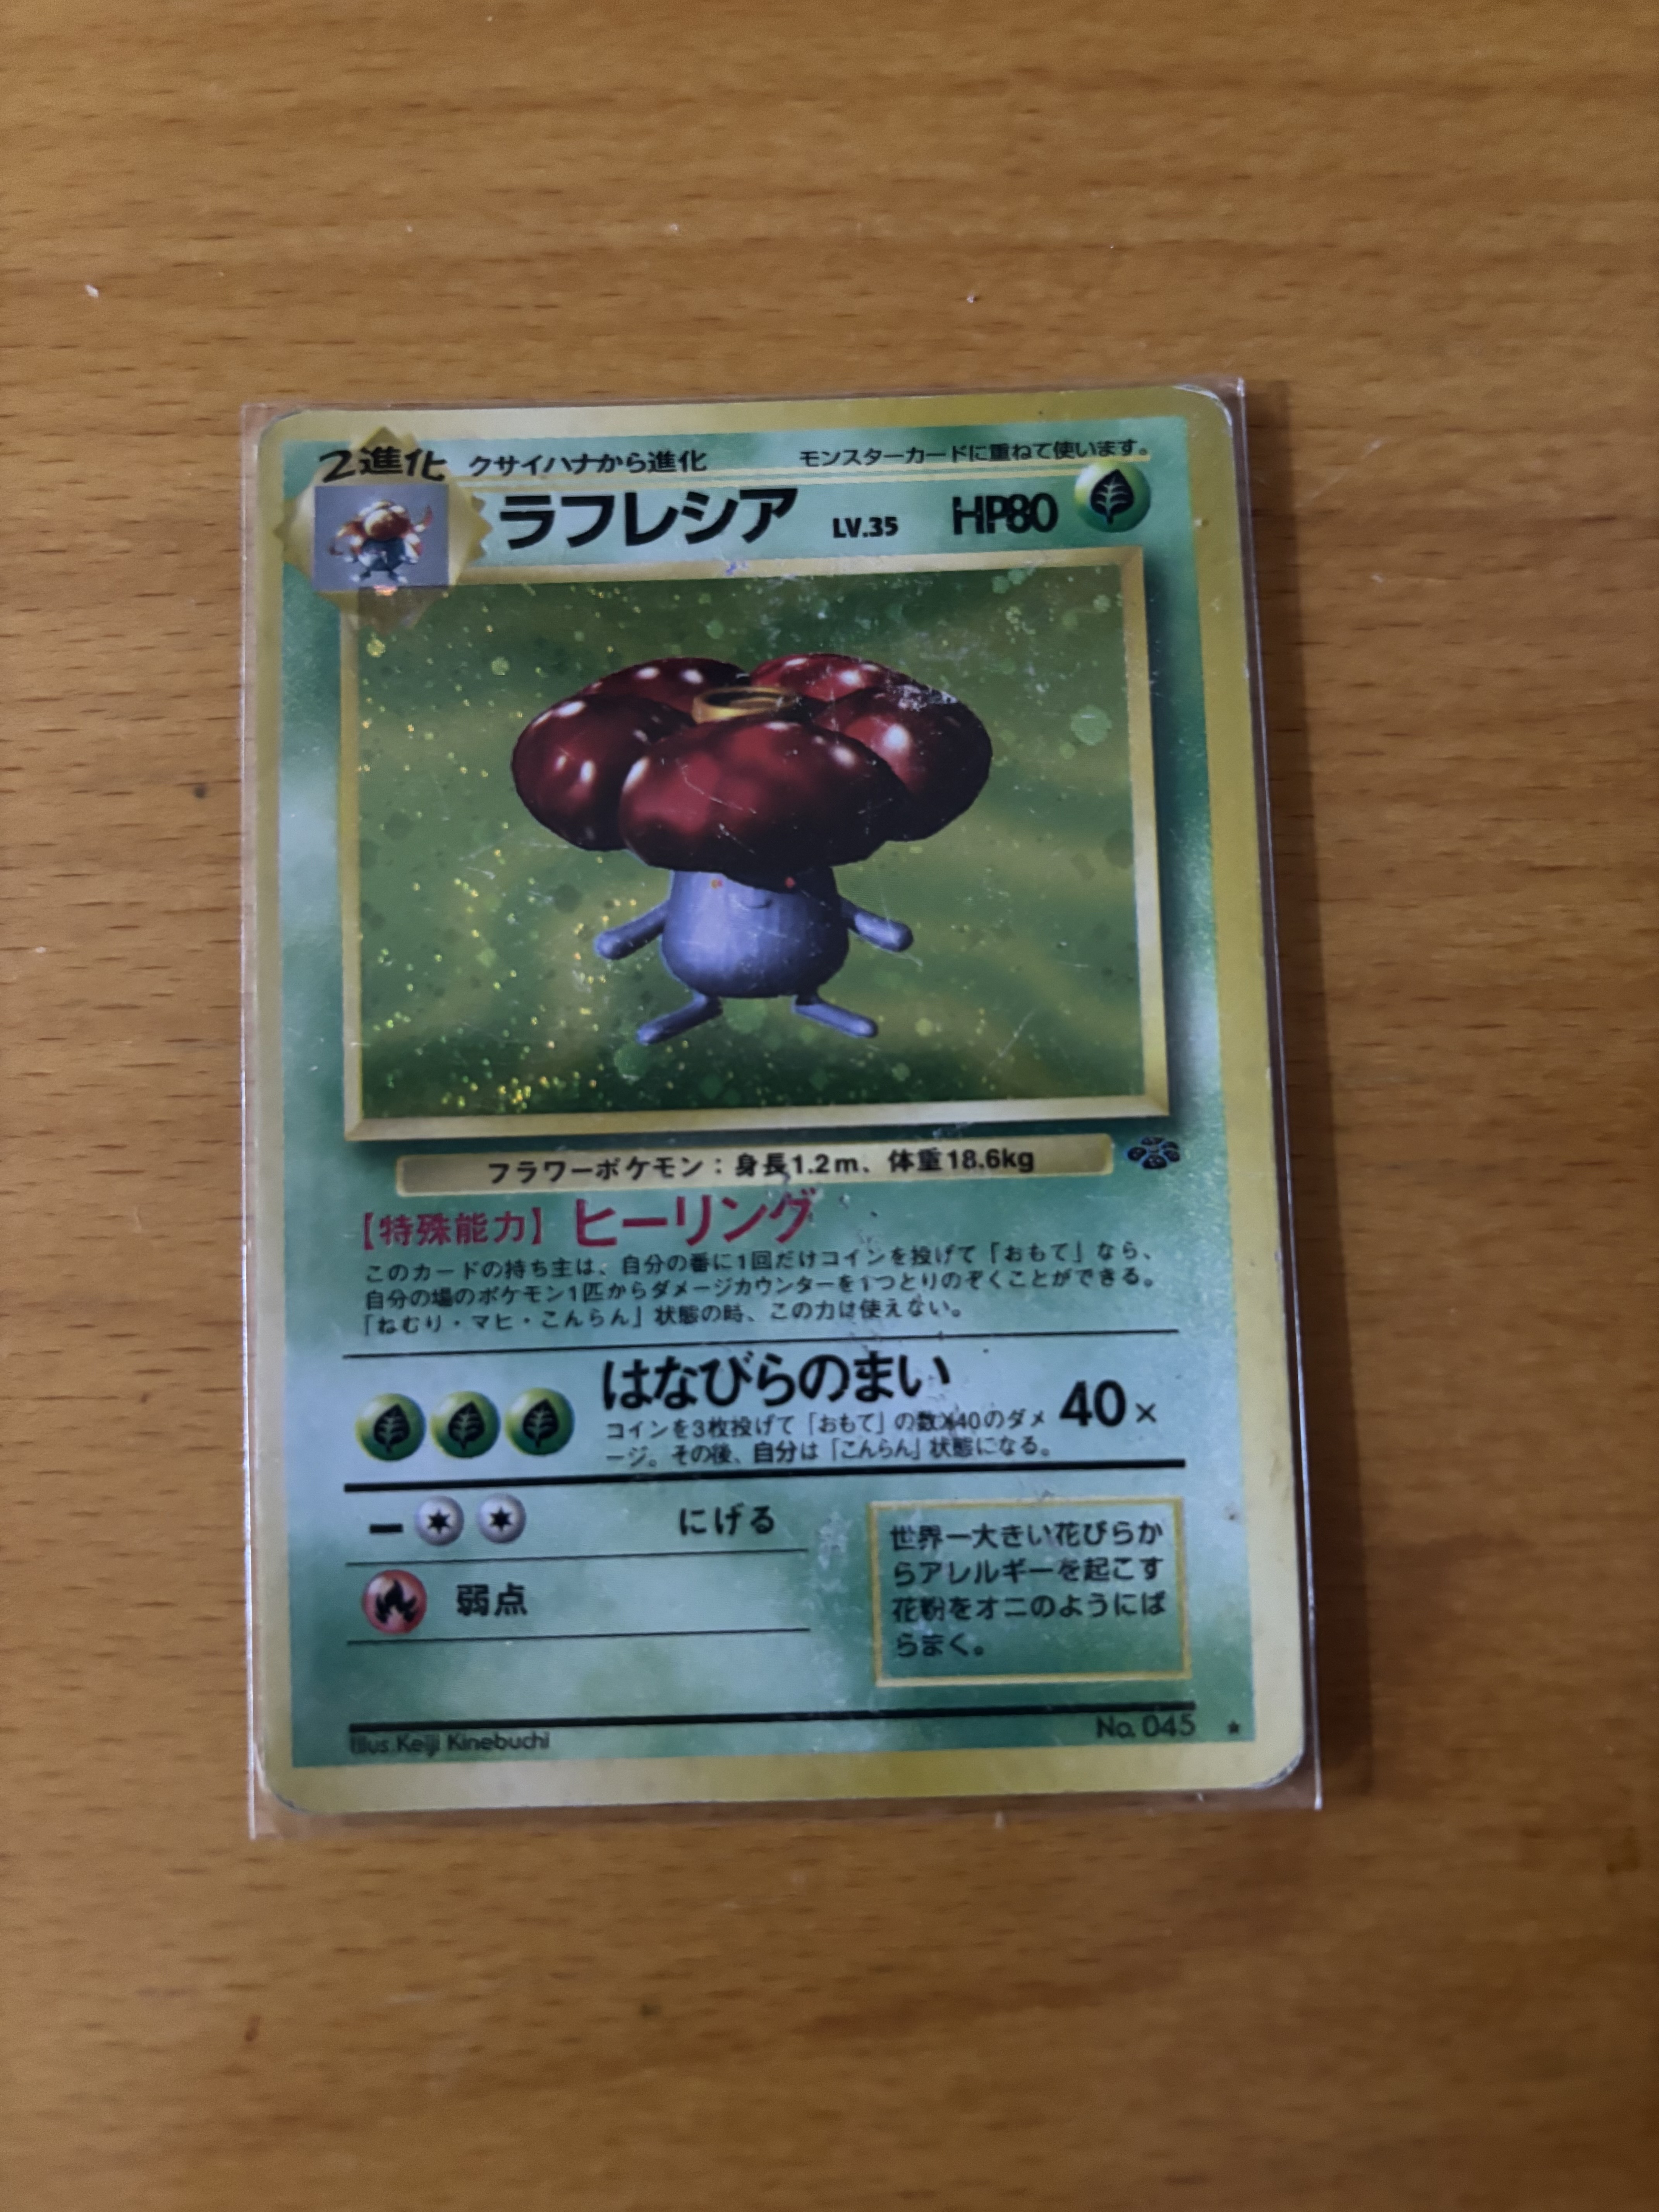 2進化 クサイハナから進化 モンスターカードに重ねて使います。
ラフレシア LV.35 HP80
フラワーポケモン：身長1.2m、体重18.6kg
【特殊能力】 ヒーリング
このカードの持ち主は、自分の番に1回だけコインを投げて「おもて」なら、
自分の場のポケモン1匹からダメージカウンターを1つとりのぞくことができる。
「ねむり・マヒ・こんらん」状態の時、この力は使えない。
はなびらのまい 40×
コインを3枚投げて「おもて」の数×40のダメ
ージ。その後、自分は「こんらん」状態になる。
ー にげる
弱点
世界一大きい花びらか
らアレルギーを起こす
花粉をオニのようにば
らまく。
Illus. Keiji Kinebuchi No. 045 ★